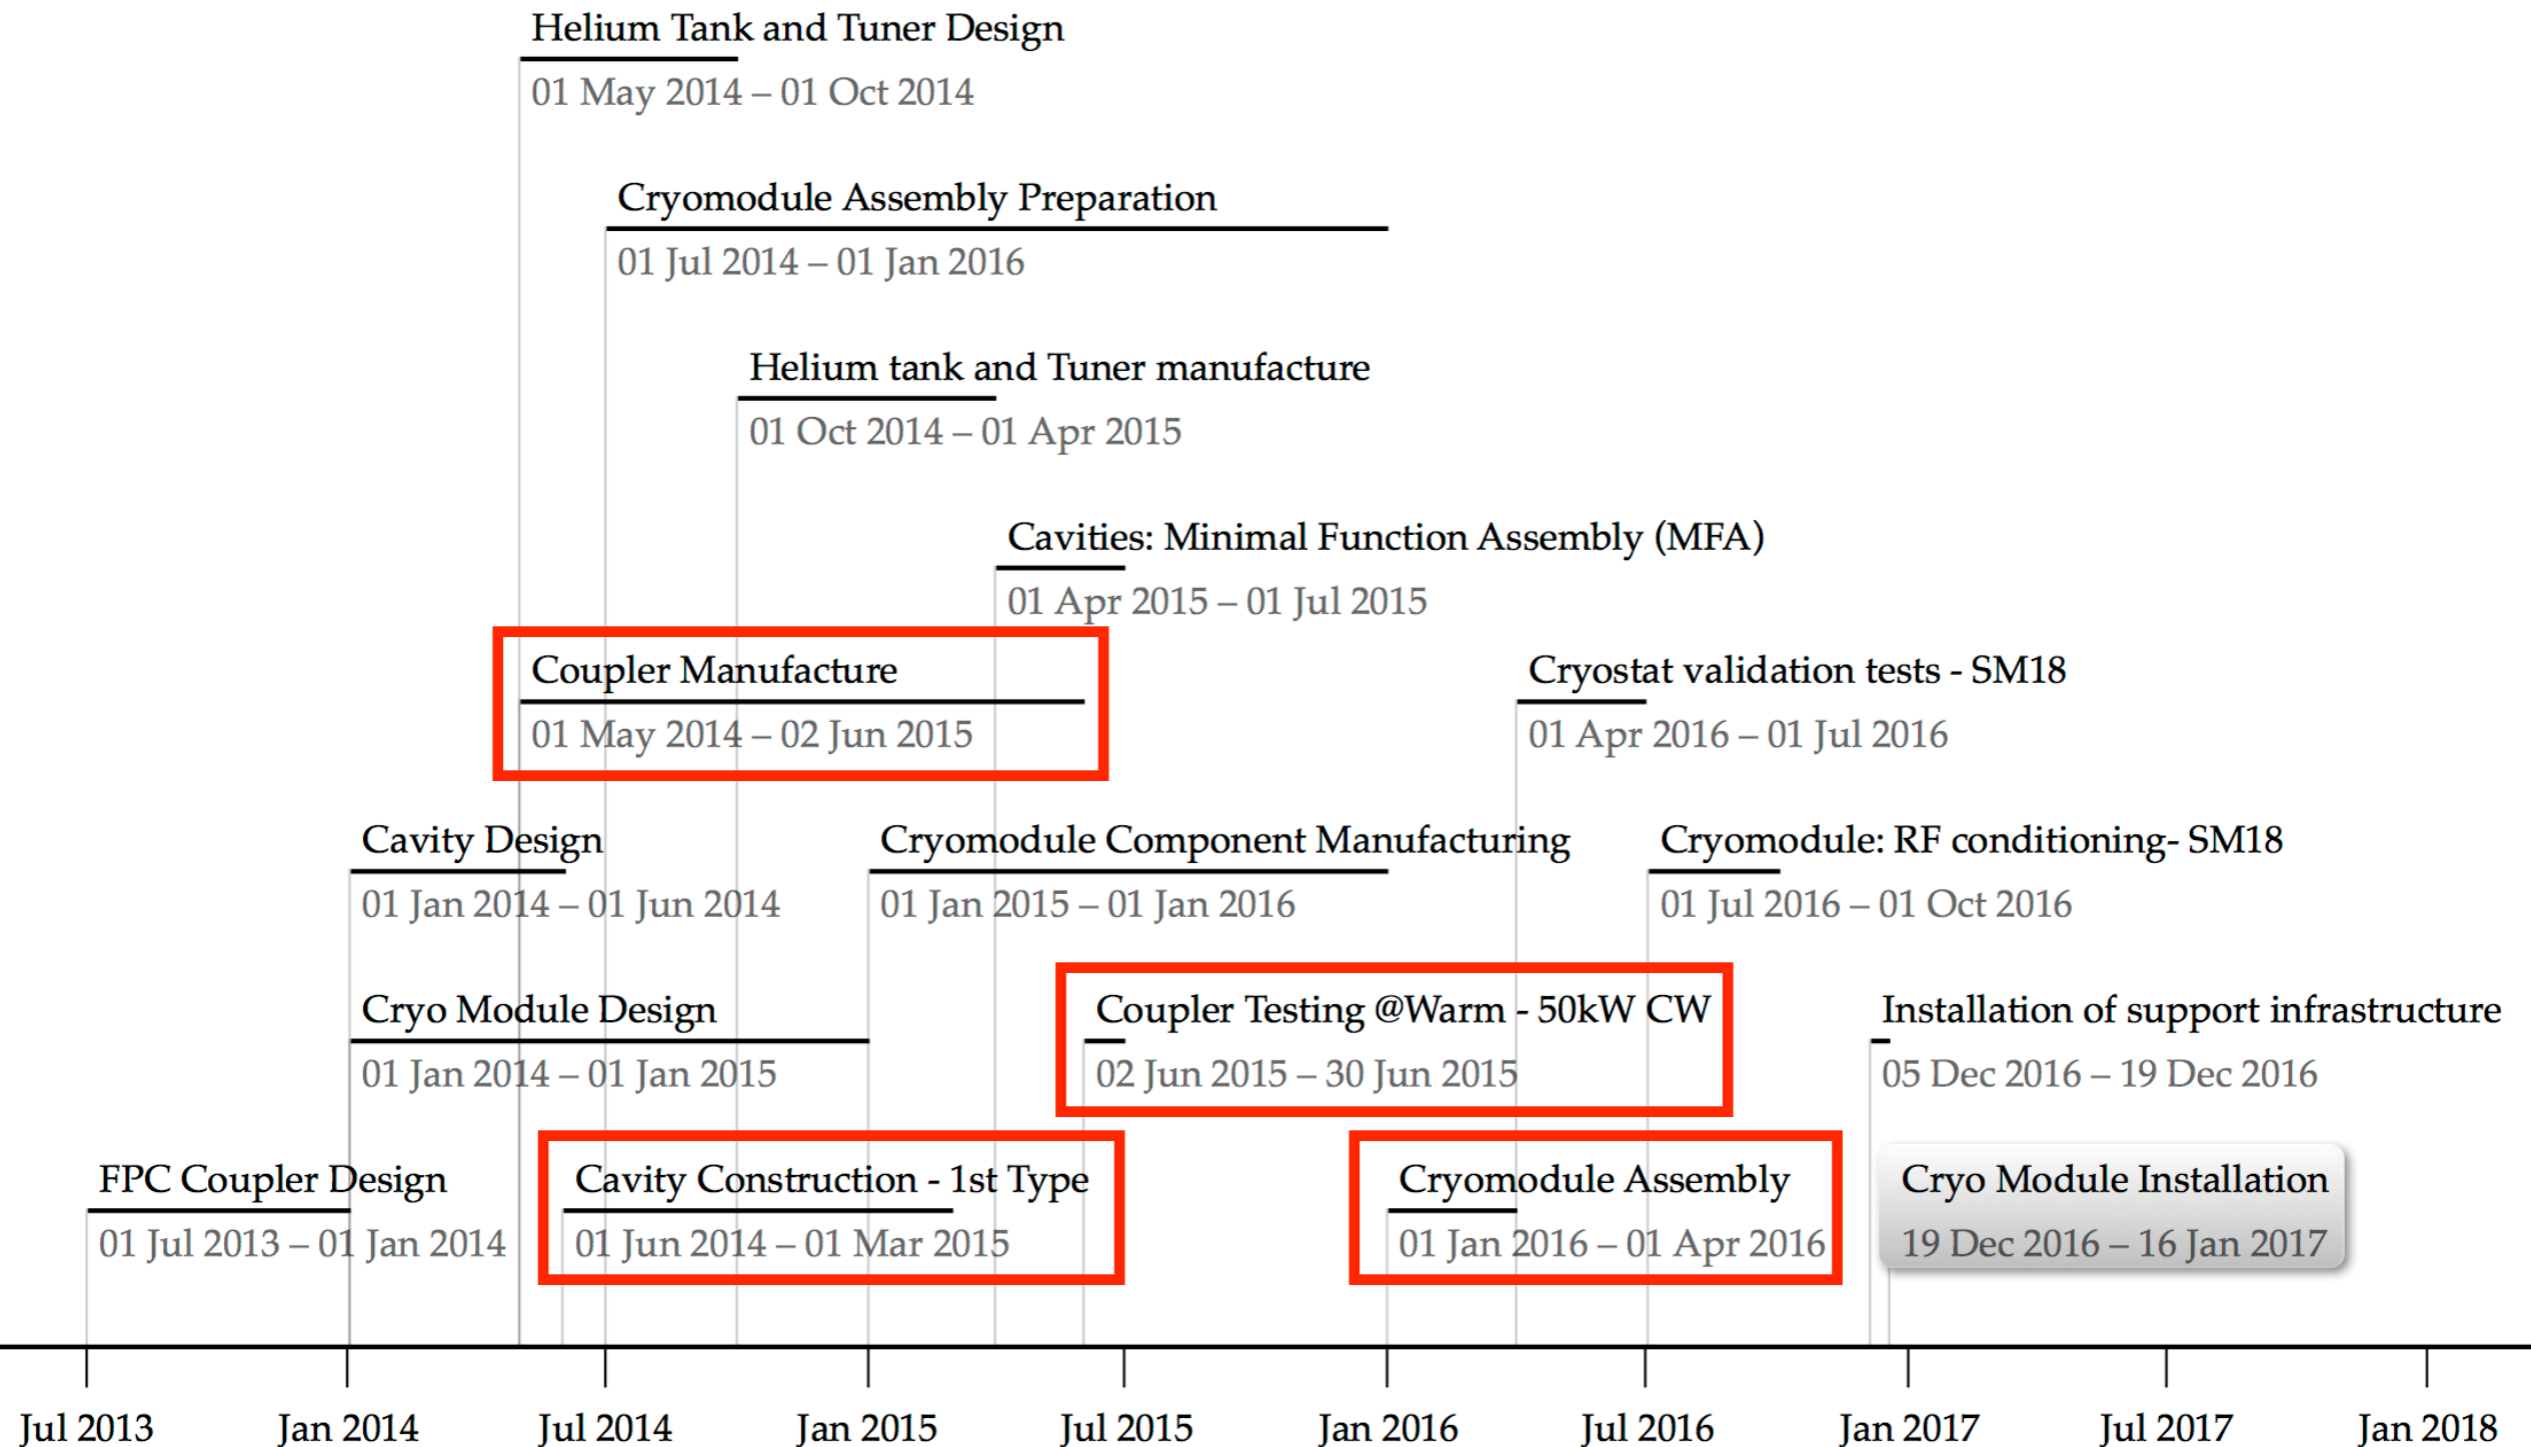 Helium Tank and Tuner Design
01 May 2014 – 01 Oct 2014
Cryomodule Assembly Preparation
01 Jul 2014 – 01 Jan 2016
Helium tank and Tuner manufacture
01 Oct 2014 – 01 Apr 2015
Cavities: Minimal Function Assembly (MFA)
01 Apr 2015 – 01 Jul 2015
Coupler Manufacture
01 May 2014 – 02 Jun 2015
Cryostat validation tests - SM18
01 Apr 2016 – 01 Jul 2016
Cavity Design
01 Jan 2014 – 01 Jun 2014
Cryomodule Component Manufacturing
01 Jan 2015 – 01 Jan 2016
Cryomodule: RF conditioning- SM18
01 Jul 2016 – 01 Oct 2016
Cryo Module Design
01 Jan 2014 – 01 Jan 2015
Coupler Testing @Warm - 50kW CW
02 Jun 2015 – 30 Jun 2015
Installation of support infrastructure
05 Dec 2016 – 19 Dec 2016
FPC Coupler Design
01 Jul 2013 – 01 Jan 2014
Cavity Construction - 1st Type
01 Jun 2014 – 01 Mar 2015
Cryomodule Assembly
01 Jan 2016 – 01 Apr 2016
Cryo Module Installation
19 Dec 2016 – 16 Jan 2017
Jul 2013
Jan 2014
Jul 2014
Jan 2015
Jul 2015
Jan 2016
Jul 2016
Jan 2017
Jul 2017
Jan 2018